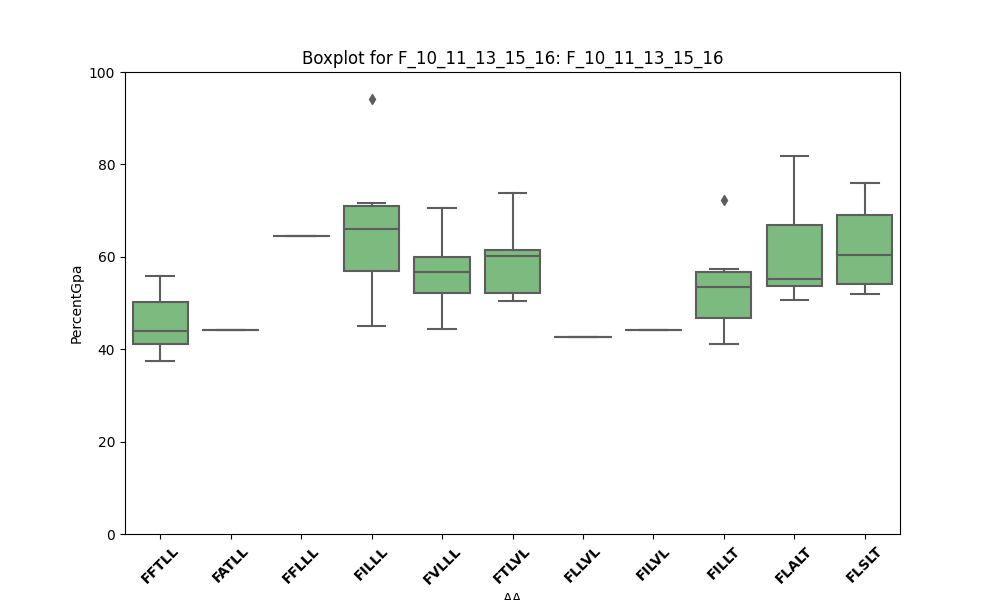 Boxplot for F_10_11_13_15_16: F_10_11_13_15_16
100
80
60
40
20
0
PercentGpa
FFTLL
FATLL
FFLLL
FILLL
FVLLL
FTLVL
FLLVL
FILVL
FILLT
FLALT
FLSLT
AA